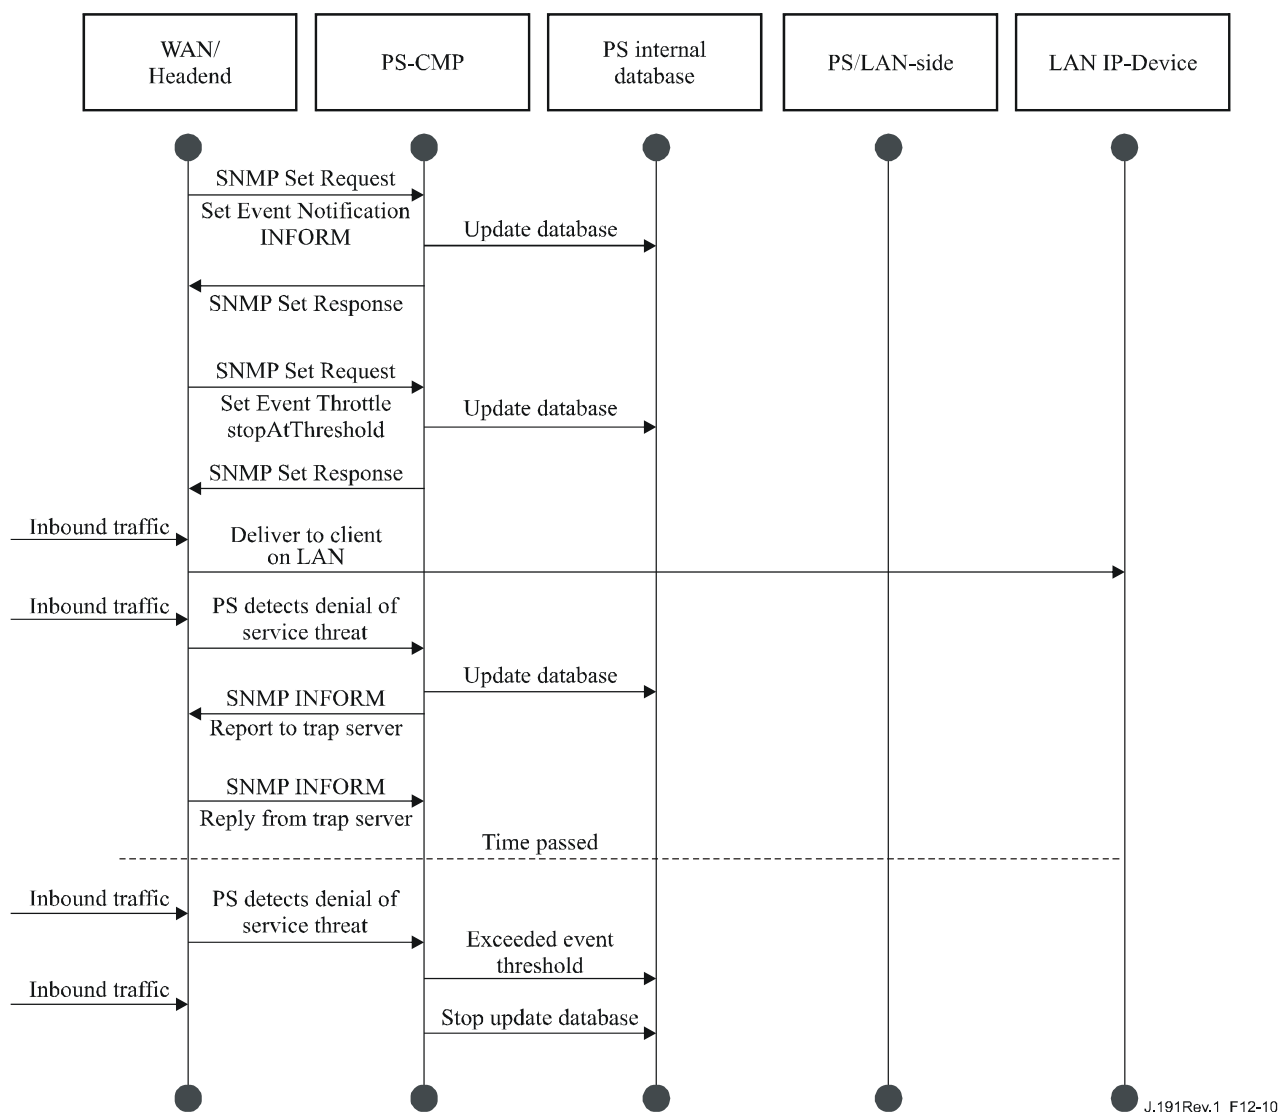 WAN/
Headend
PS-CMP
PS internal
database
PS/LAN-side
LAN IP-Device
SNMP Set Request
Set Event Notification
INFORM
Update database
SNMP Set Response
SNMP Set Request
Set Event Throttle
stopAtThreshold
Update database
SNMP Set Response
Inbound traffic
Deliver to client
on LAN
Inbound traffic
PS detects denial of
service threat
Update database
SNMP INFORM
Report to trap server
SNMP INFORM
Reply from trap server
Time passed
Inbound traffic
PS detects denial of
service threat
Exceeded event
threshold
Inbound traffic
Stop update database
J.191Rev.1_F12-10